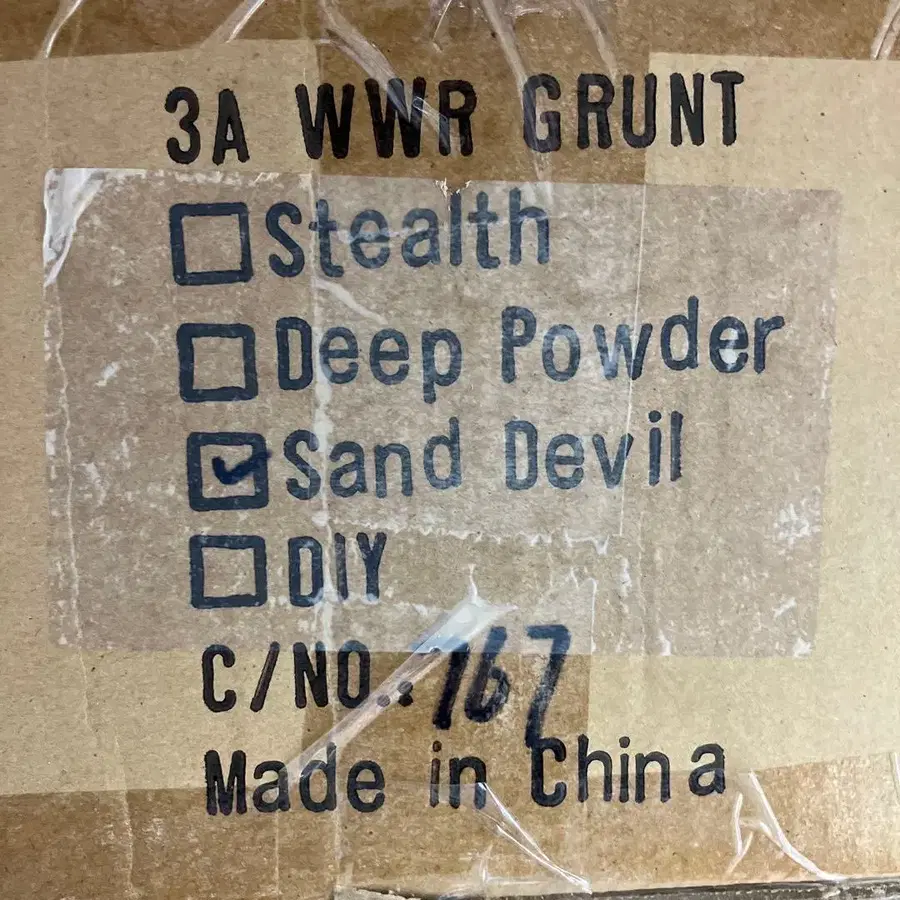 3A WWR GRUNT
☐ Stealth
☐ Deep Powder
☑ Sand Devil
☐ DIY
C/NO.: 167
Made in China